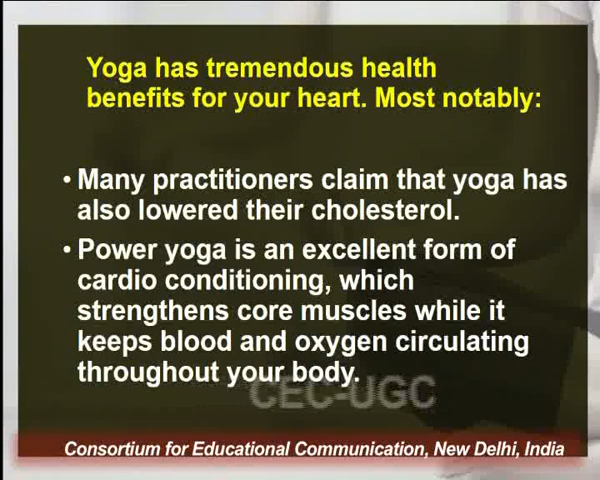 Yoga has tremendous health
benefits for your heart. Most notably:
• Many practitioners claim that yoga has
also lowered their cholesterol.
• Power yoga is an excellent form of
cardio conditioning, which
strengthens core muscles while it
keeps blood and oxygen circulating
throughout your body.
CEC-UGC
Consortium for Educational Communication, New Delhi, India